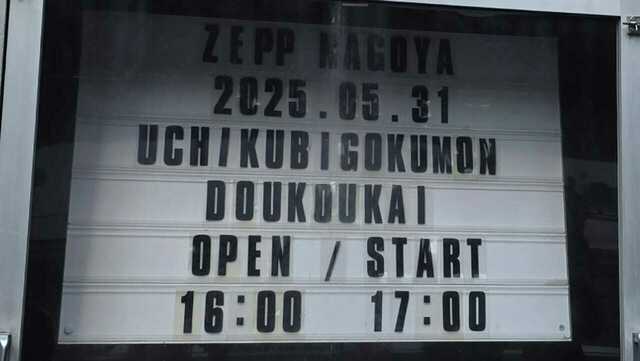 ZEPP NAGOYA
2025.05.31
UCHIKUBIGOKUMON
DOUKOUKAI
OPEN / START
16:00 17:00